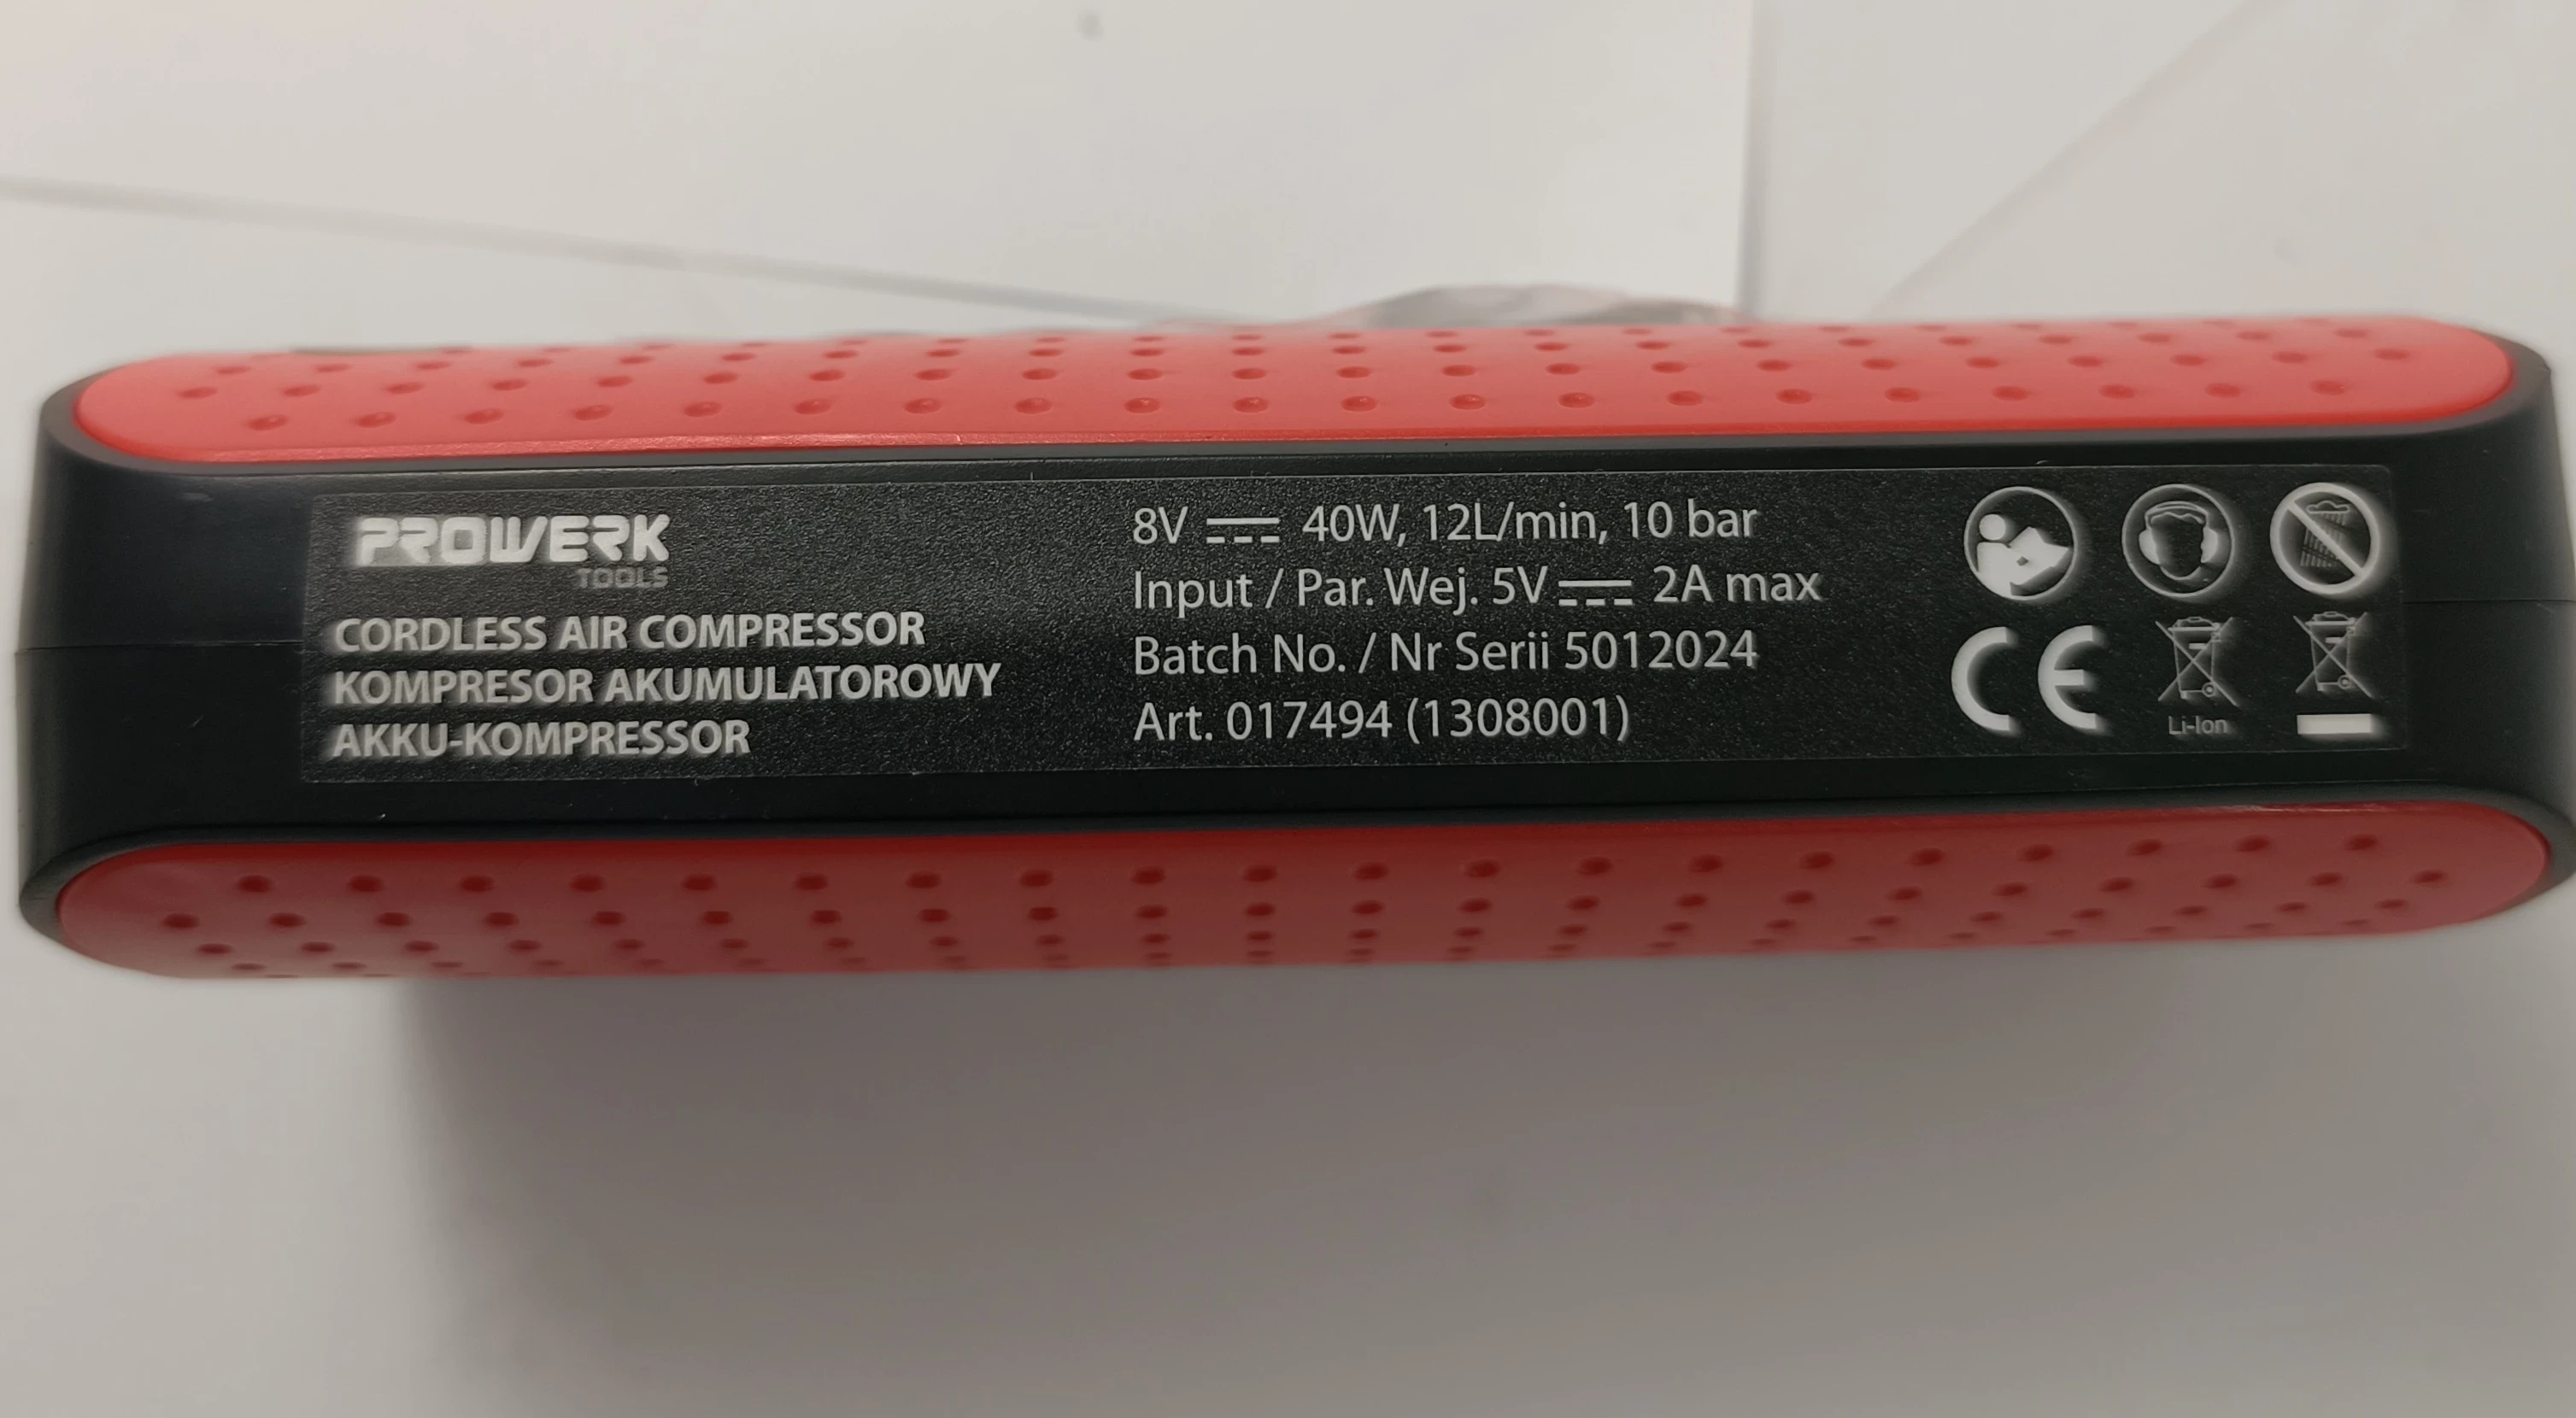 PROWERK
TOOLS
CORDLESS AIR COMPRESSOR
KOMPRESOR AKUMULATOROWY
AKKU-KOMPRESSOR
8V 40W, 12L/min, 10 bar
Input / Par. Wej. 5V 2A max
Batch No. / Nr Serii 5012024
Art. 017494 (1308001)
CE
Li-Ion